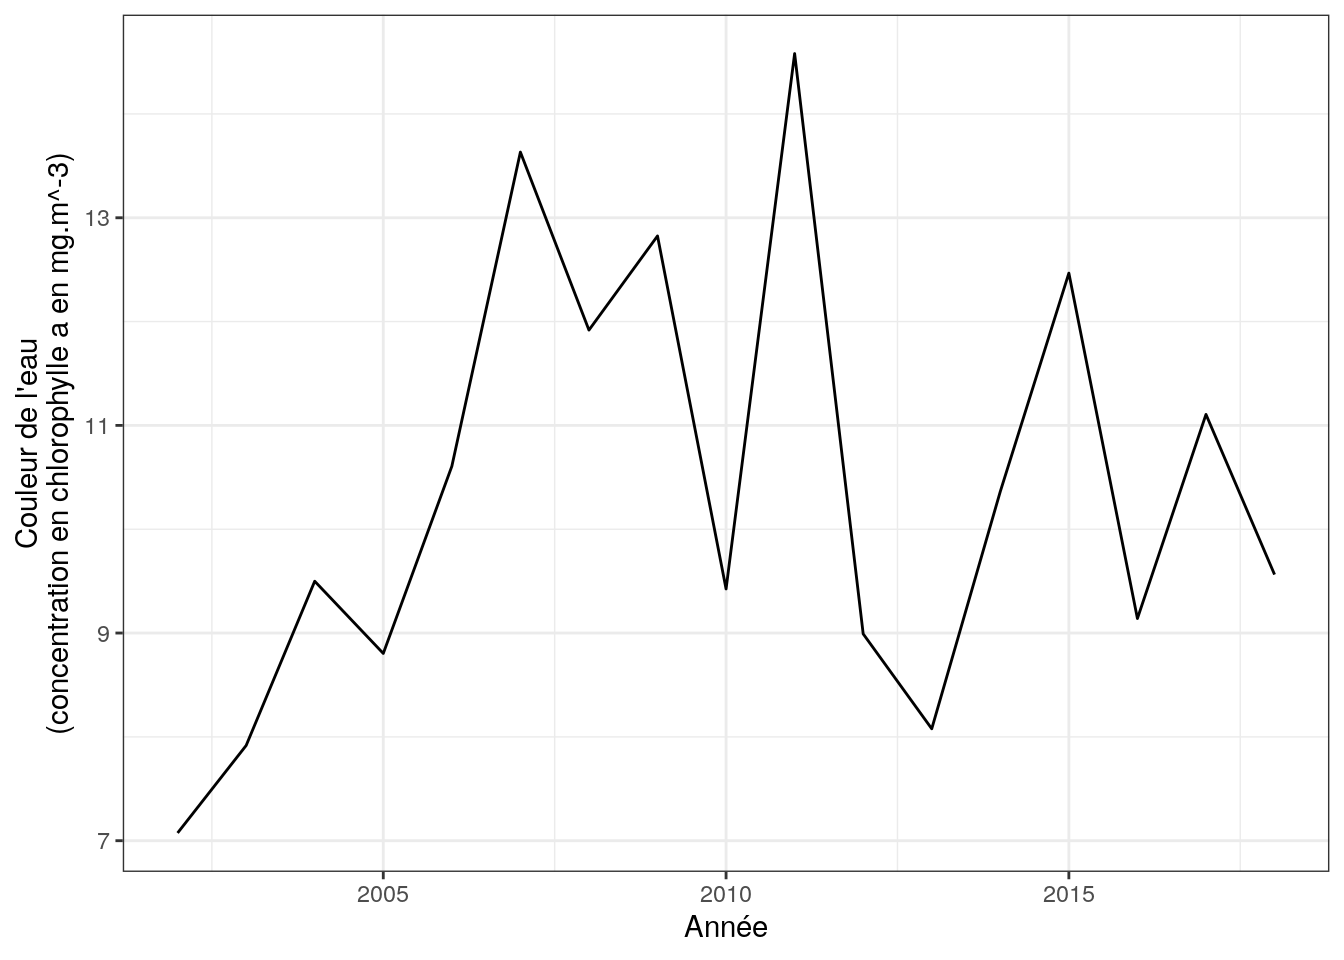 Couleur de l'eau
(concentration en chlorophylle a en mg.m^-3)
13
11
9
7
2005
2010
2015
Année